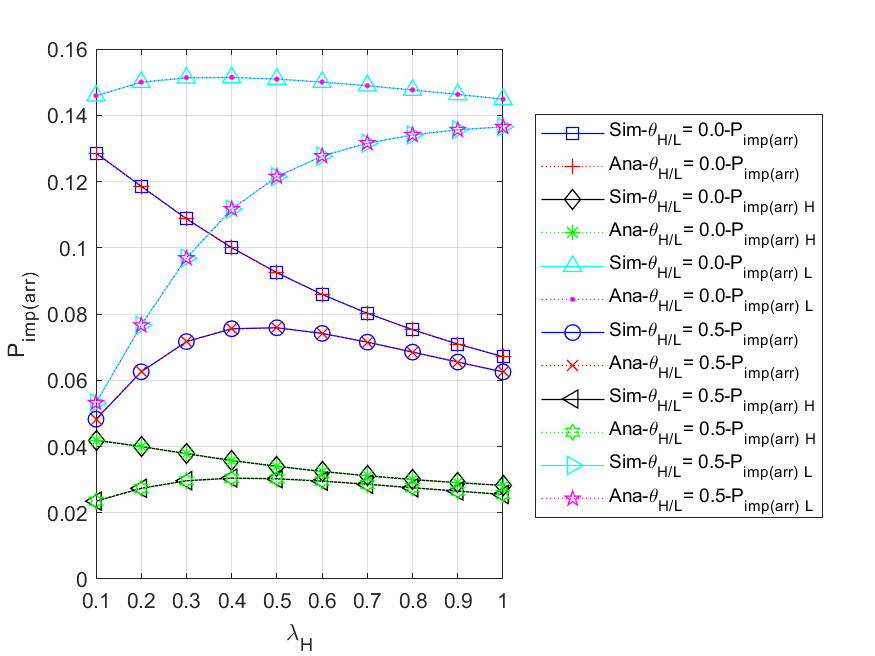 0.16
0.14
0.12
0.1
0.08
0.06
0.04
0.02
0
P_imp(arr)
0.1 0.2 0.3 0.4 0.5 0.6 0.7 0.8 0.9 1
λ_H
Sim-θ_H/L = 0.0-P_imp(arr)
Ana-θ_H/L = 0.0-P_imp(arr)
Sim-θ_H/L = 0.0-P_imp(arr) H
Ana-θ_H/L = 0.0-P_imp(arr) H
Sim-θ_H/L = 0.0-P_imp(arr) L
Ana-θ_H/L = 0.0-P_imp(arr) L
Sim-θ_H/L = 0.5-P_imp(arr)
Ana-θ_H/L = 0.5-P_imp(arr)
Sim-θ_H/L = 0.5-P_imp(arr) H
Ana-θ_H/L = 0.5-P_imp(arr) H
Sim-θ_H/L = 0.5-P_imp(arr) L
Ana-θ_H/L = 0.5-P_imp(arr) L